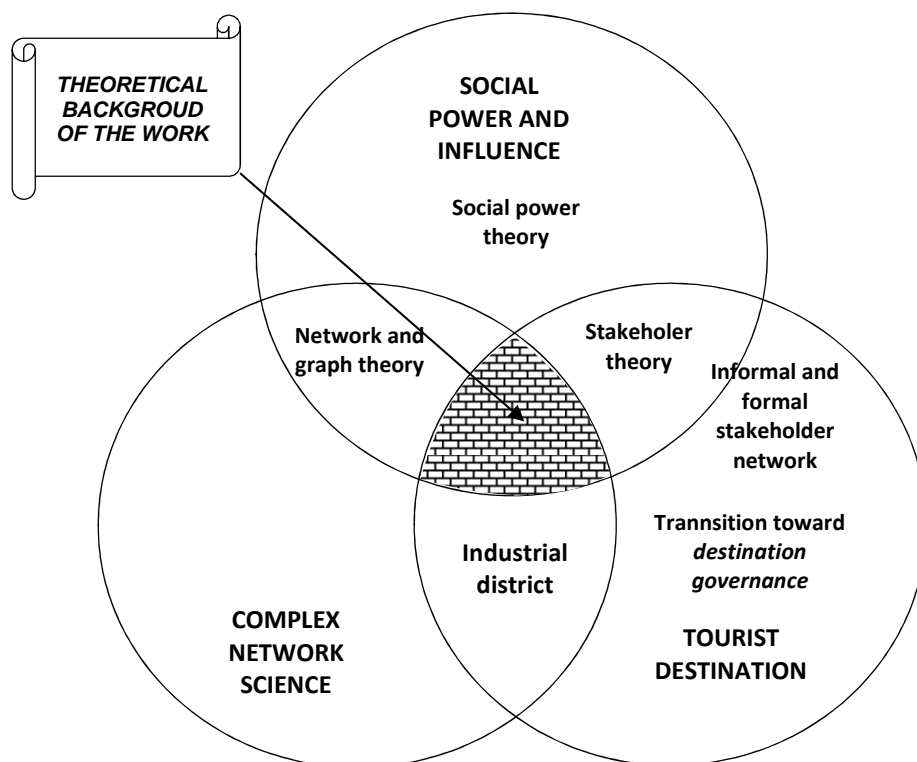 THEORETICAL
BACKGROUD
OF THE WORK
SOCIAL
POWER AND
INFLUENCE
Social power
theory
Network and
graph theory
Stakeholer
theory
Informal and
formal
stakeholder
network
Trannsition toward
destination
governance
Industrial
district
COMPLEX
NETWORK
SCIENCE
TOURIST
DESTINATION